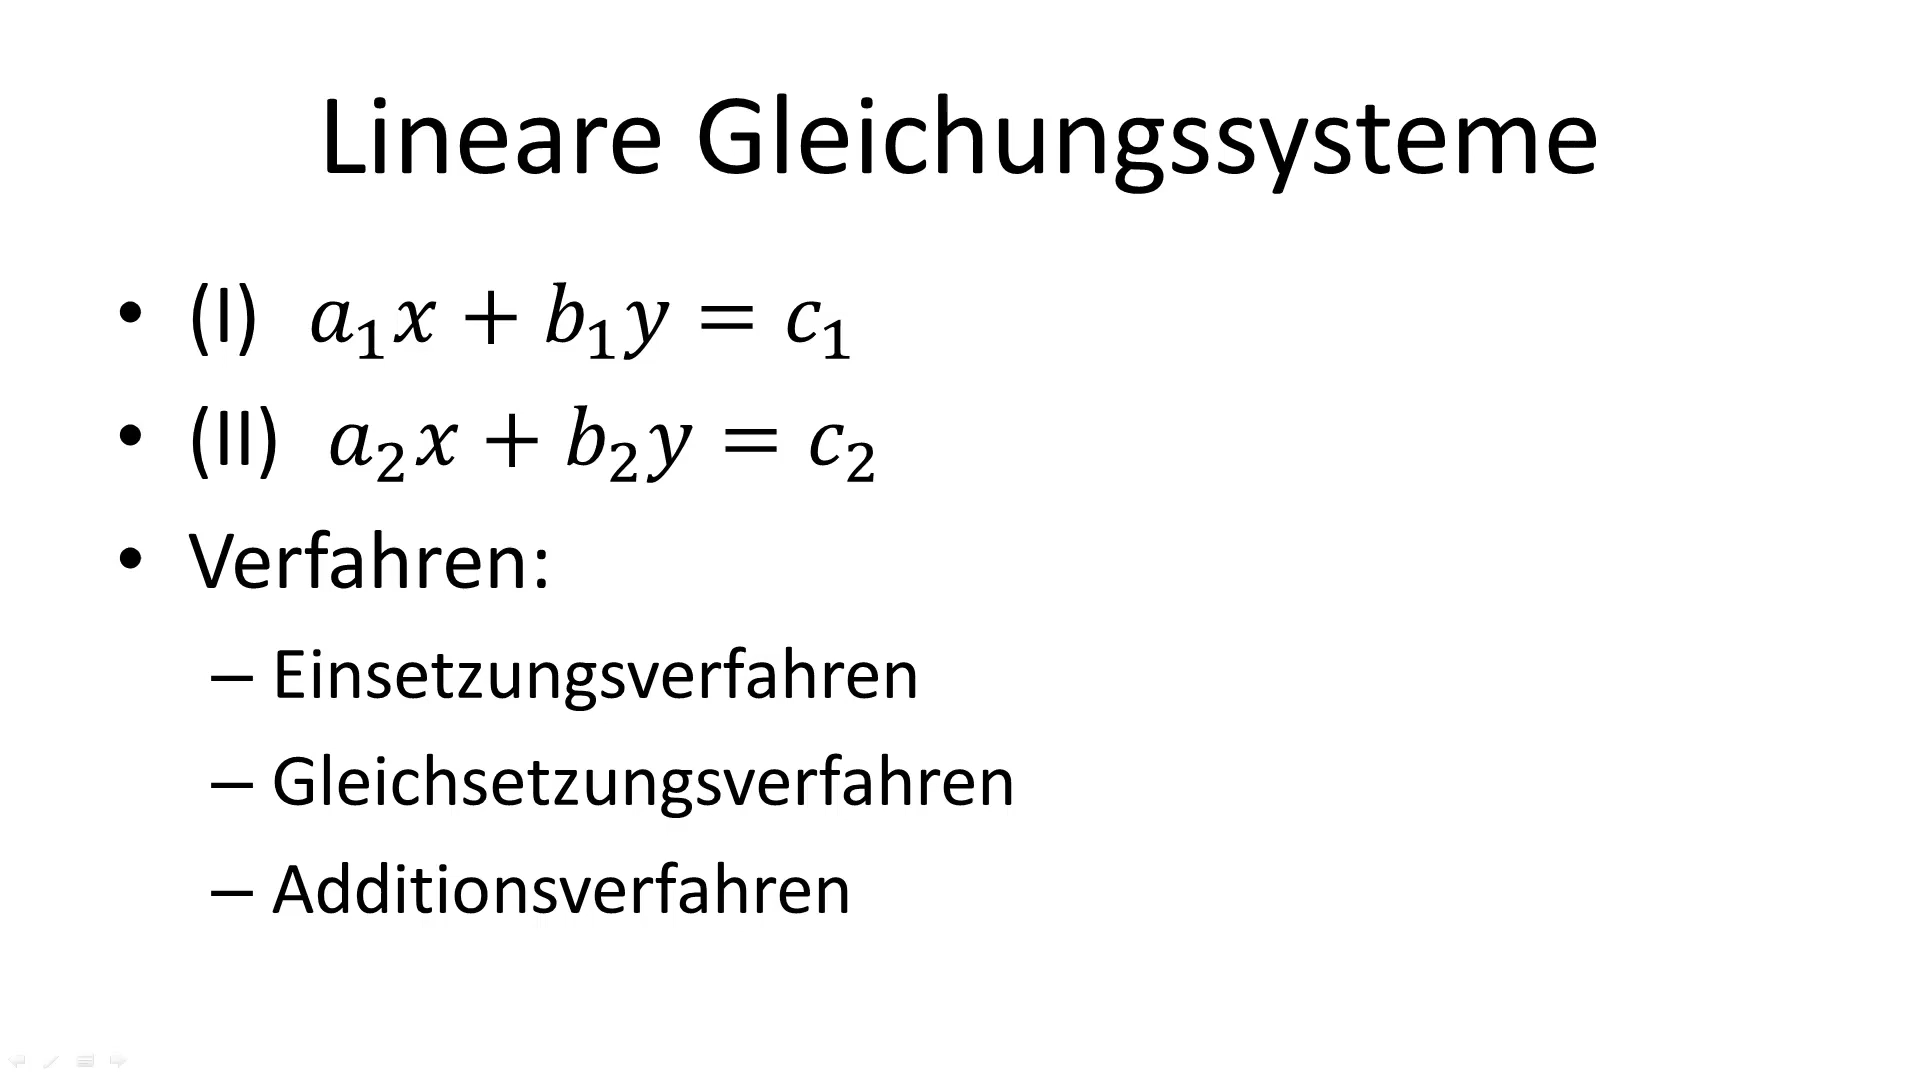 Lineare Gleichungssysteme
• (I) a₁x + b₁y = c₁
• (II) a₂x + b₂y = c₂
• Verfahren:
– Einsetzungsverfahren
– Gleichsetzungsverfahren
– Additionsverfahren